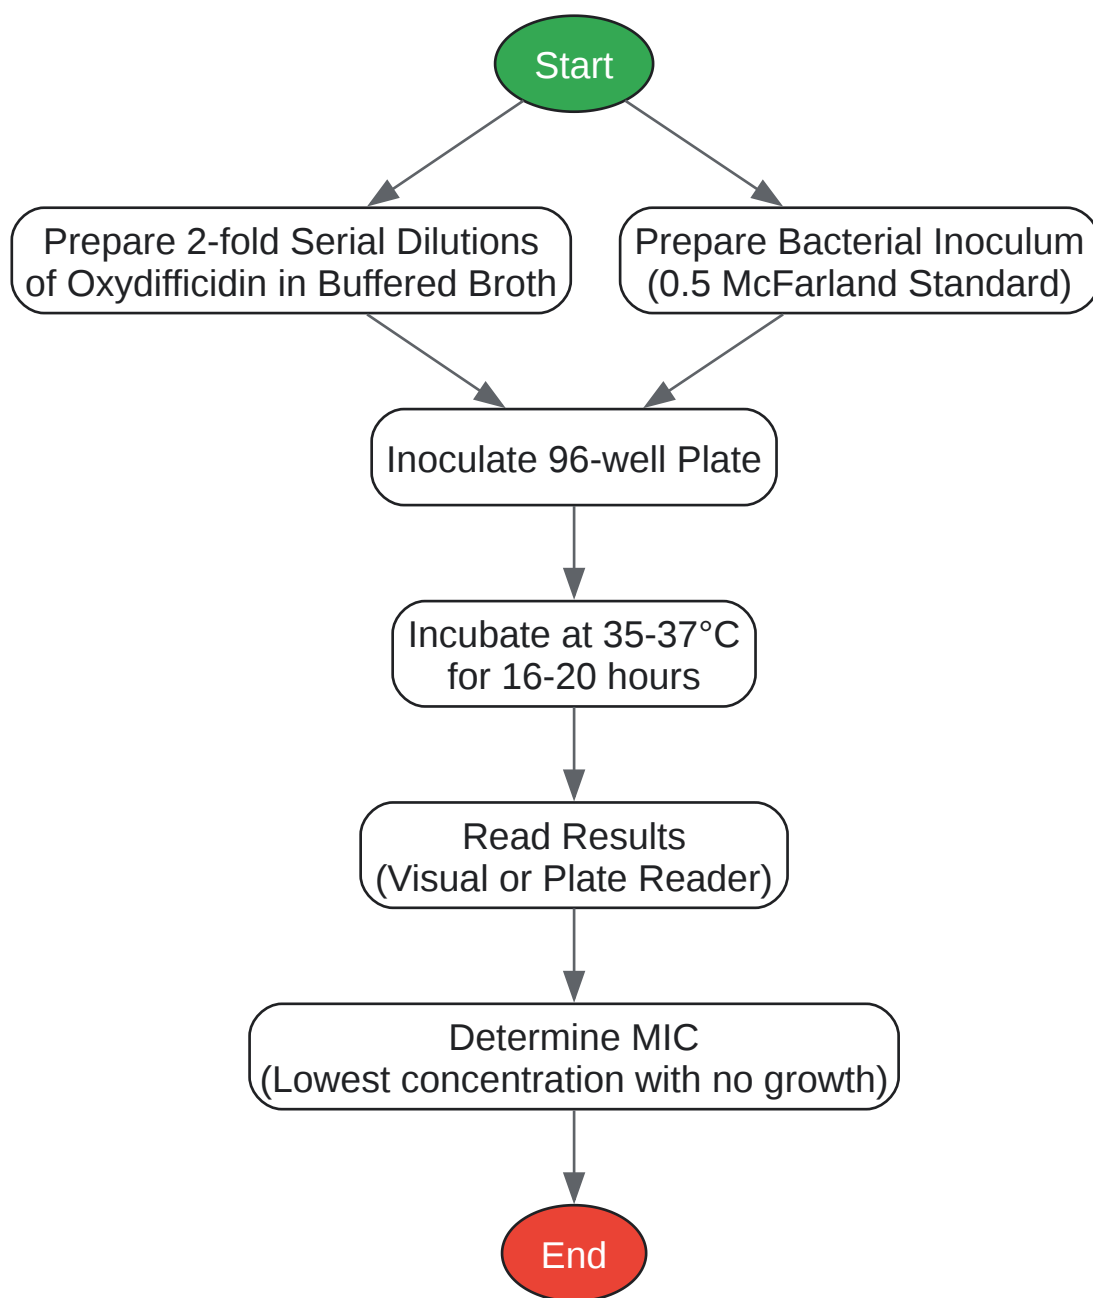 Start
Prepare 2-fold Serial Dilutions
of Oxydifficidin in Buffered Broth
Prepare Bacterial Inoculum
(0.5 McFarland Standard)
Inoculate 96-well Plate
Incubate at 35-37°C
for 16-20 hours
Read Results
(Visual or Plate Reader)
Determine MIC
(Lowest concentration with no growth)
End